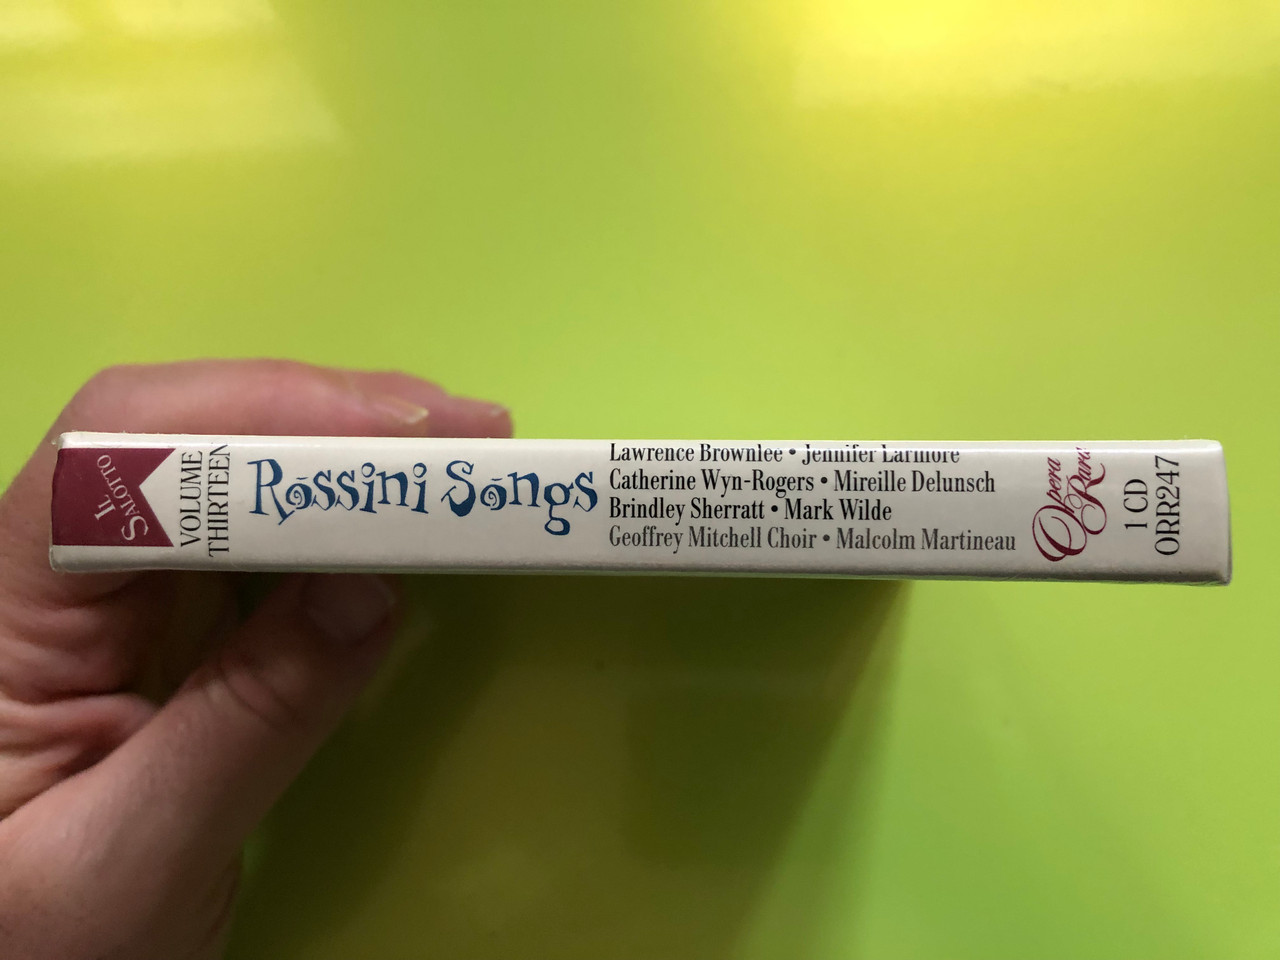 IL
SALOTTO
VOLUME
THIRTEEN
Rossini Songs
Lawrence Brownlee • Jennifer Larmore
Catherine Wyn-Rogers • Mireille Delunsch
Brindley Sherratt • Mark Wilde
Geoffrey Mitchell Choir • Malcolm Martineau
Opera
Rara
1 CD
ORR247